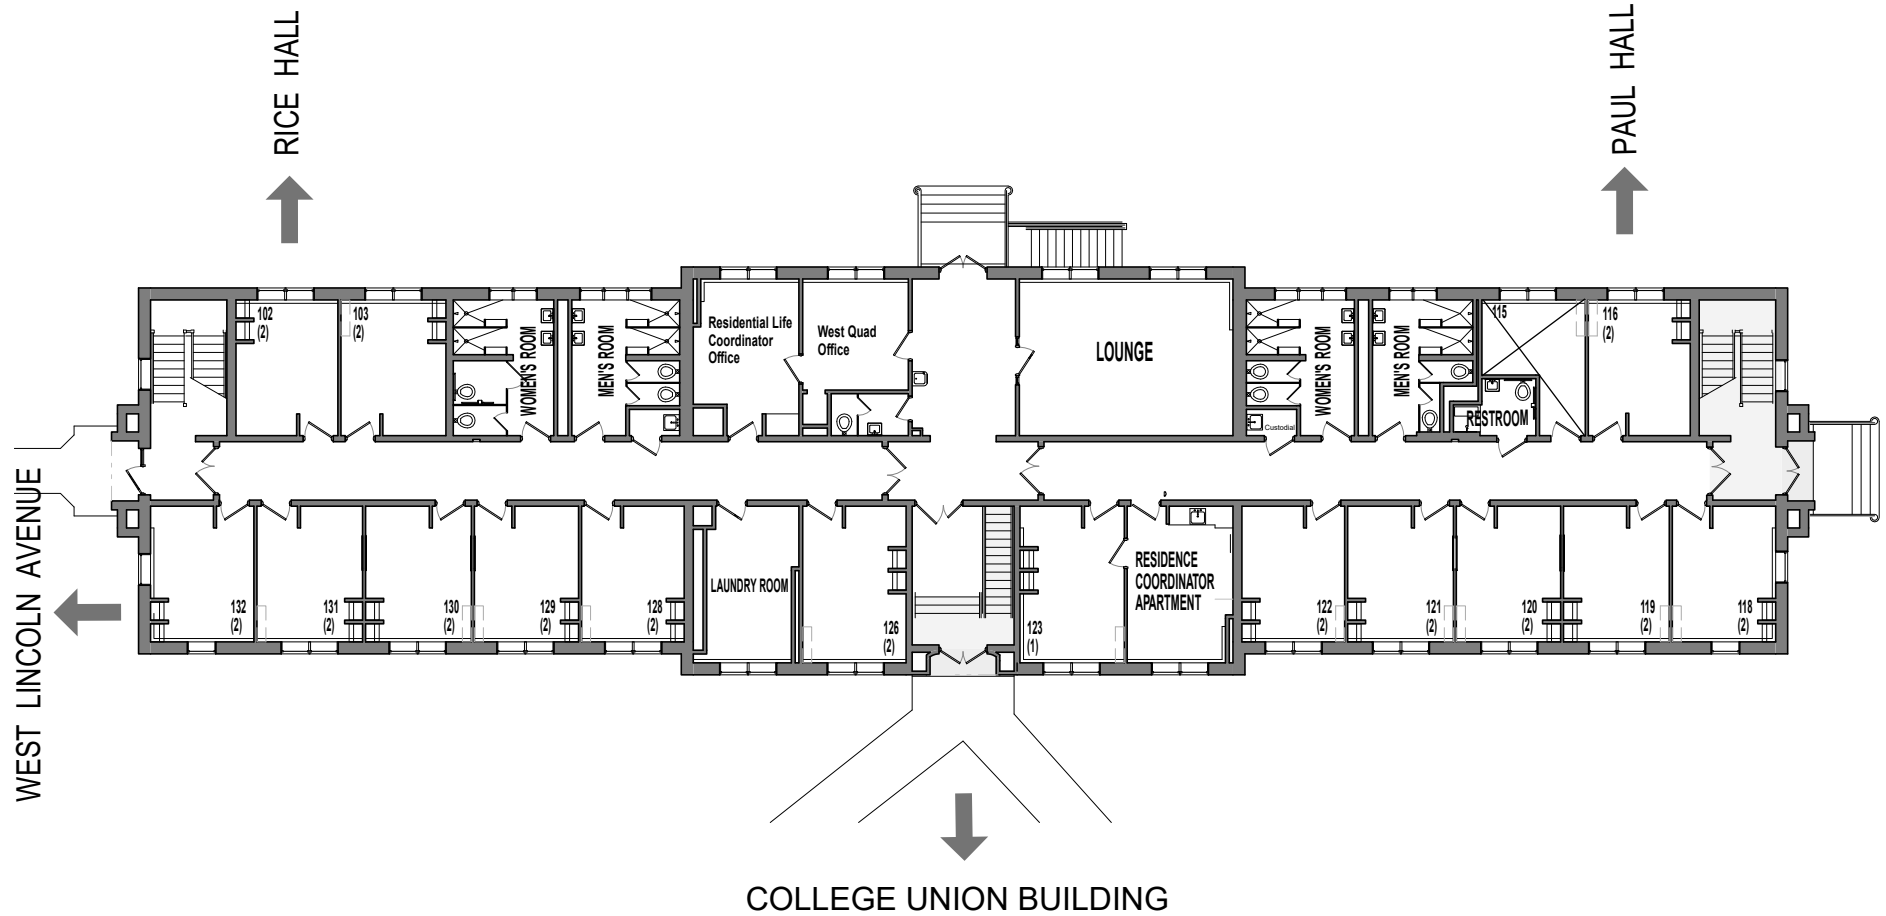 RICE HALL
PAUL HALL
102
(2)
103
(2)
WOMEN'S ROOM
MEN'S ROOM
Residential Life
Coordinator
Office
West Quad
Office
LOUNGE
WOMEN'S ROOM
MEN'S ROOM
Custodial
115
RESTROOM
116
(2)
WEST LINCOLN AVENUE
132
(2)
131
(2)
130
(2)
129
(2)
128
(2)
LAUNDRY ROOM
126
(2)
123
(1)
RESIDENCE
COORDINATOR
APARTMENT
122
(2)
121
(2)
120
(2)
119
(2)
118
(2)
COLLEGE UNION BUILDING